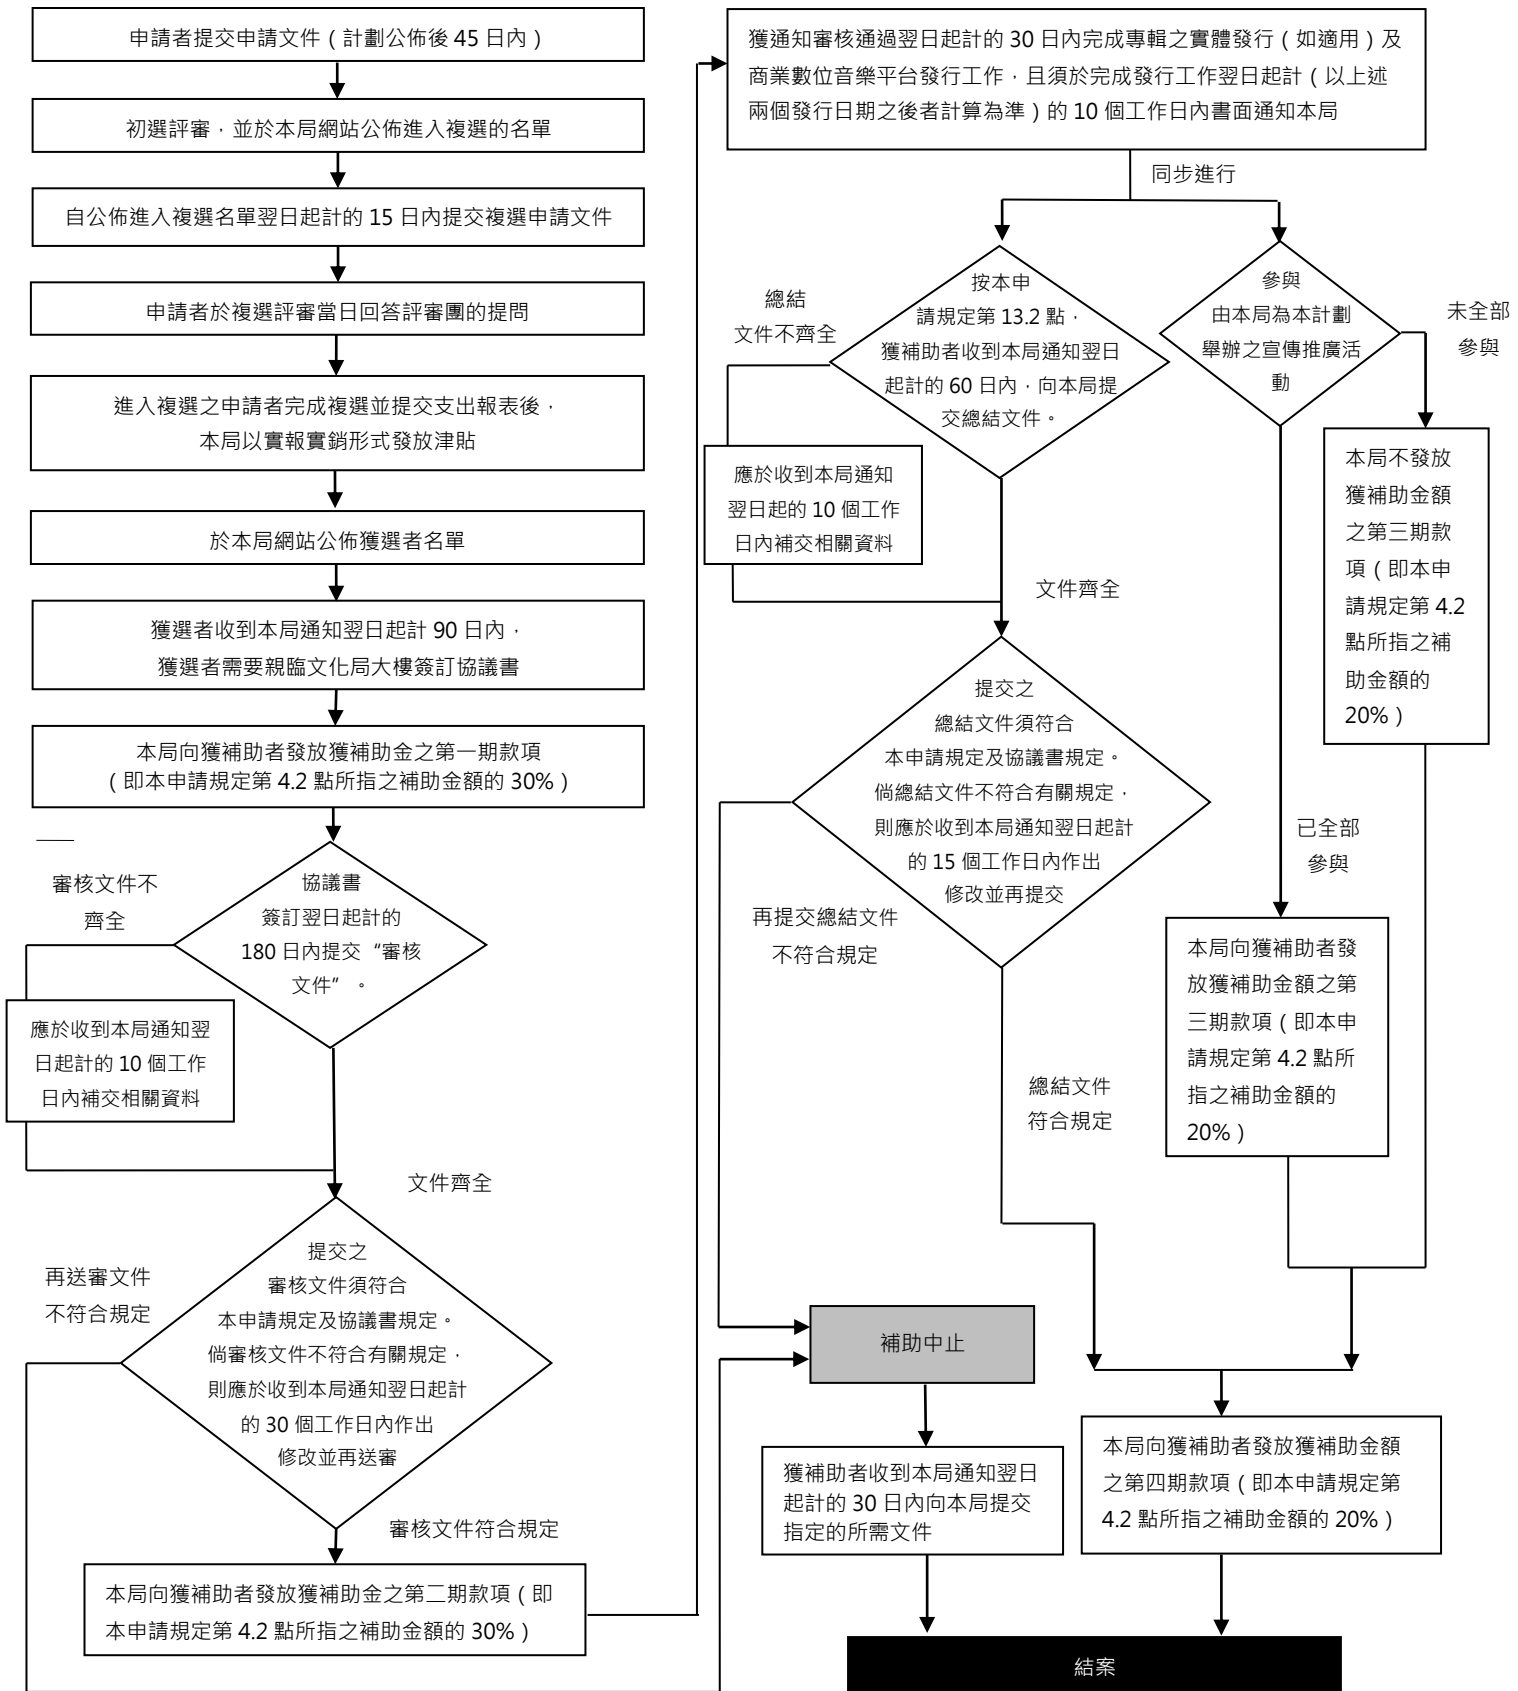 申請者提交申請文件（計劃公佈後 45 日內）
初選評審，並於本局網站公佈進入複選的名單
自公佈進入複選名單翌日起計的 15 日內提交複選申請文件
申請者於複選評審當日回答評審團的提問
進入複選之申請者完成複選並提交支出報表後，
本局以實報實銷形式發放津貼
於本局網站公佈獲選者名單
獲選者收到本局通知翌日起計 90 日內，
獲選者需要親臨文化局大樓簽訂協議書
本局向獲補助者發放獲補助金之第一期款項
（即本申請規定第 4.2 點所指之補助金額的 30%）
審核文件不
齊全
協議書
簽訂翌日起計的
180 日內提交“審核
文件”。
應於收到本局通知翌
日起計的 10 個工作
日內補交相關資料
文件齊全
再送審文件
不符合規定
提交之
審核文件須符合
本申請規定及協議書規定。
倘審核文件不符合有關規定，
則應於收到本局通知翌日起計
的 30 個工作日內作出
修改並再送審
審核文件符合規定
本局向獲補助者發放獲補助金之第二期款項（即
本申請規定第 4.2 點所指之補助金額的 30%）
獲通知審核通過翌日起計的 30 日內完成專輯之實體發行（如適用）及
商業數位音樂平台發行工作，且須於完成發行工作翌日起計（以上述
兩個發行日期之後者計算為準）的 10 個工作日內書面通知本局
同步進行
總結
文件不齊全
按本申
請規定第 13.2 點，
獲補助者收到本局通知翌日
起計的 60 日內，向本局提
交總結文件。
應於收到本局通知
翌日起的 10 個工作
日內補交相關資料
文件齊全
參與
由本局為本計劃
舉辦之宣傳推廣活
動
未全部
參與
本局不發放
獲補助金額
之第三期款
項（即本申
請規定第 4.2
點所指之補
助金額的
20%）
提交之
總結文件須符合
本申請規定及協議書規定。
倘總結文件不符合有關規定，
則應於收到本局通知翌日起計
的 15 個工作日內作出
修改並再提交
再提交總結文件
不符合規定
已全部
參與
本局向獲補助者發
放獲補助金額之第
三期款項（即本申
請規定第 4.2 點所
指之補助金額的
20%）
總結文件
符合規定
補助中止
獲補助者收到本局通知翌日
起計的 30 日內向本局提交
指定的所需文件
本局向獲補助者發放獲補助金額
之第四期款項（即本申請規定第
4.2 點所指之補助金額的 20%）
結案